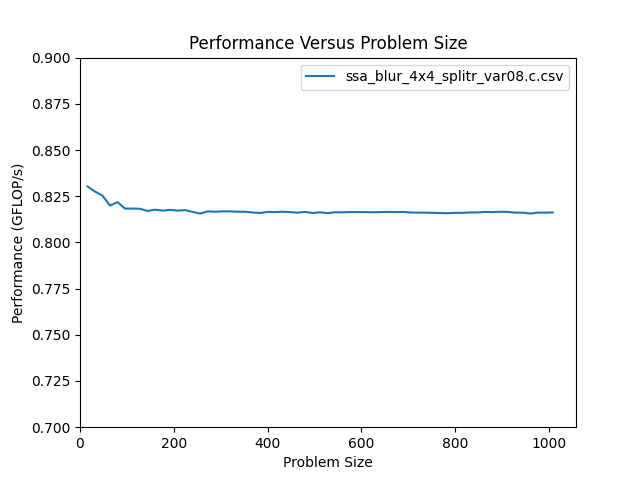 Performance Versus Problem Size
ssa_blur_4x4_splitr_var08.c.csv
Performance (GFLOP/s)
0.900
0.875
0.850
0.825
0.800
0.775
0.750
0.725
0.700
0 200 400 600 800 1000
Problem Size